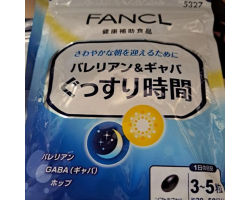 5327
FANCL
健康補助食品
さわやかな朝を迎えるために
バレリアン&ギャバ
ぐっすり時間
バレリアン
GABA(ギャバ)
ホップ
1日目安量
3~5粒